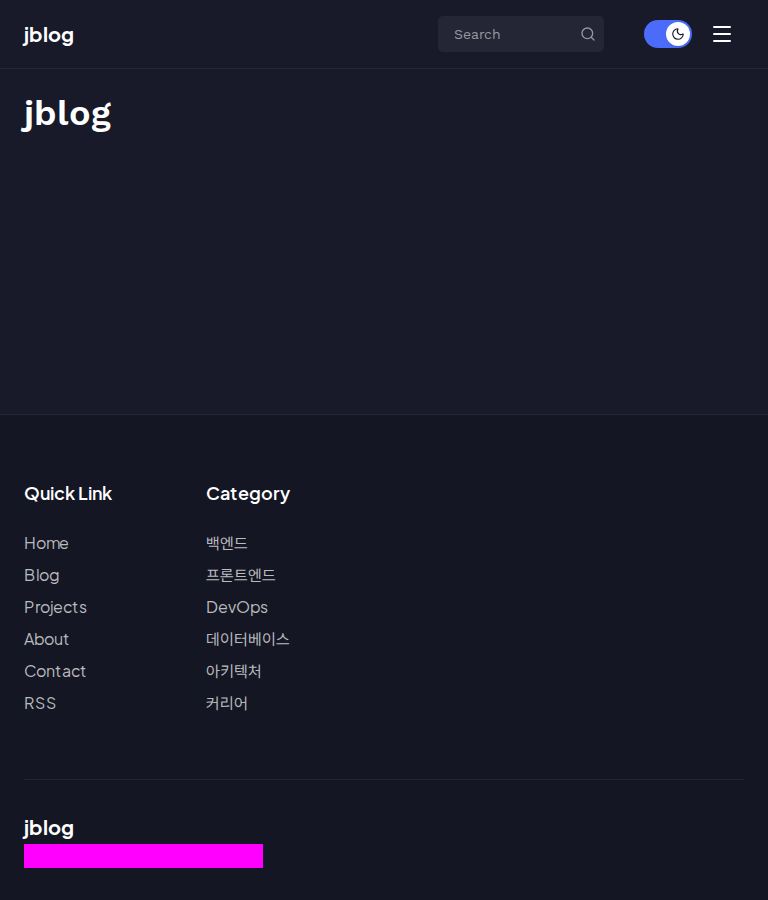 jblog
Search
jblog
Quick Link
Home
Blog
Projects
About
Contact
RSS
Category
백엔드
프론트엔드
DevOps
데이터베이스
아키텍처
커리어
jblog